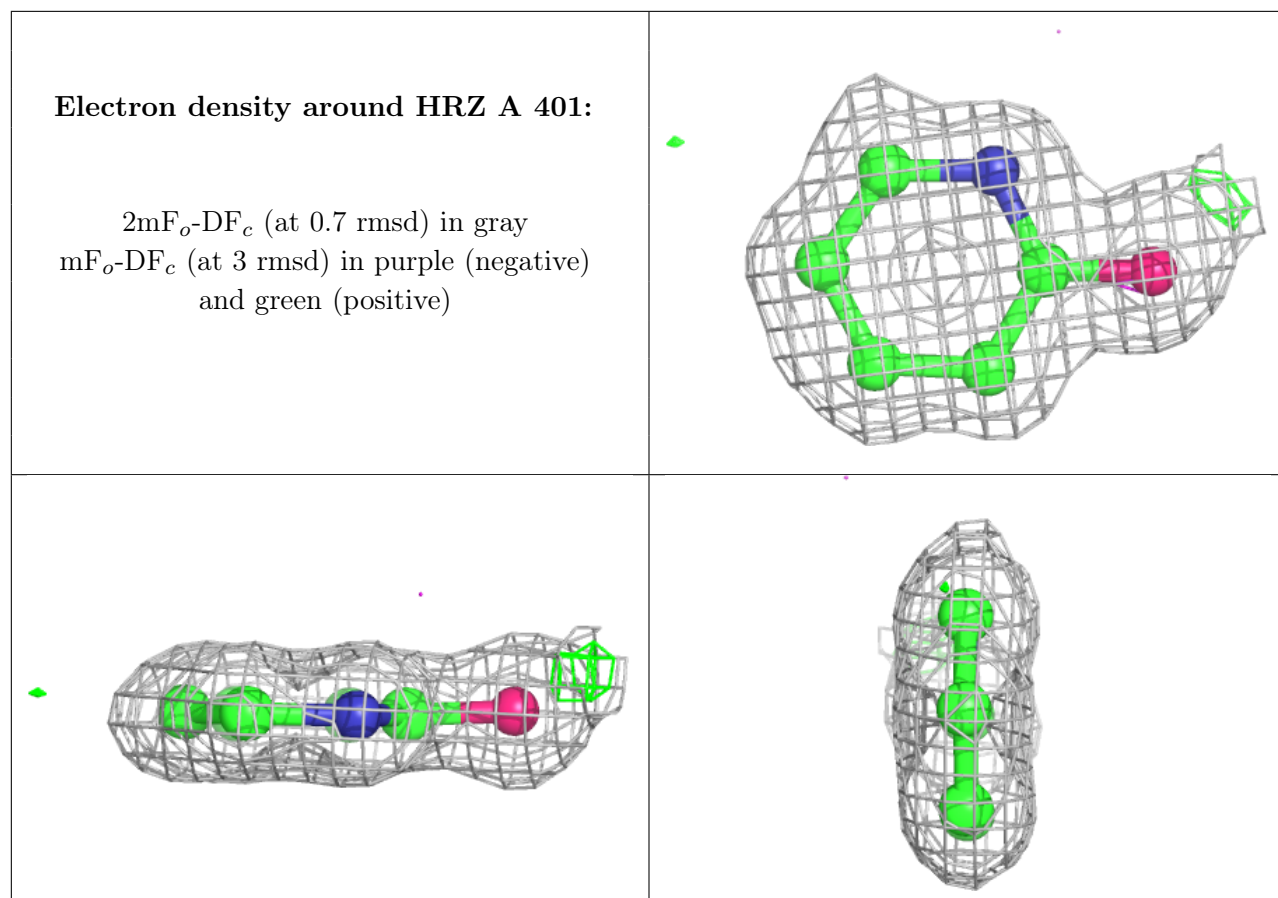 Electron density around HRZ A 401:
2mFo-DFc (at 0.7 rmsd) in gray
mFo-DFc (at 3 rmsd) in purple (negative)
and green (positive)